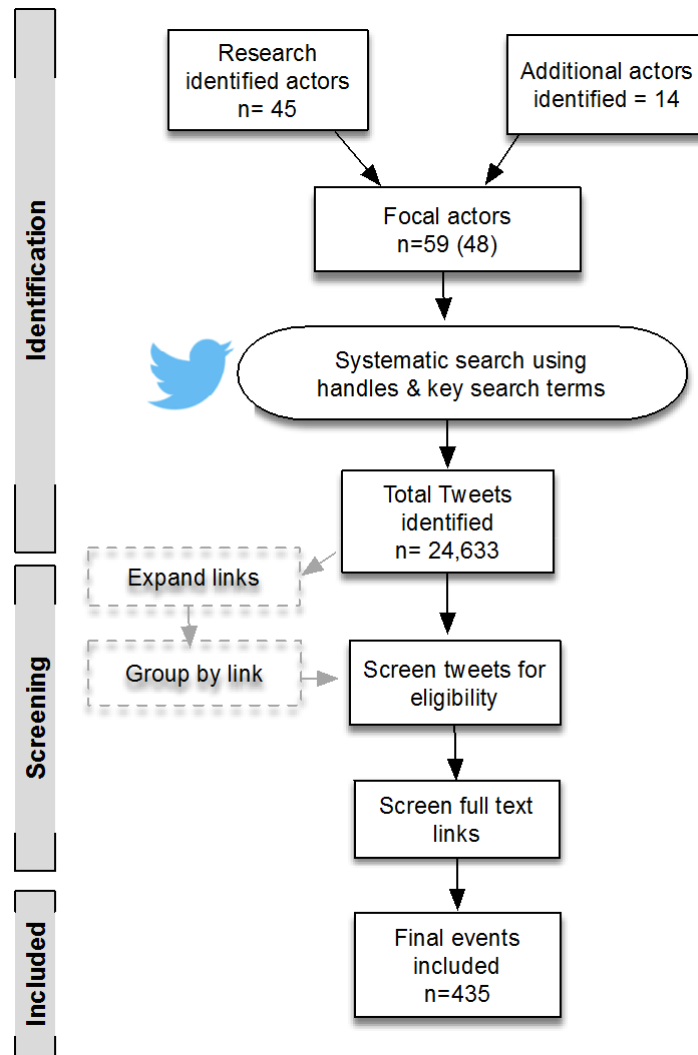 Identification
Research
identified actors
n= 45
Additional actors
identified = 14
Focal actors
n=59 (48)
Systematic search using
handles & key search terms
Total Tweets
identified
n= 24,633
Screening
Expand links
Group by link
Screen tweets for
eligibility
Screen full text
links
Included
Final events
included
n=435